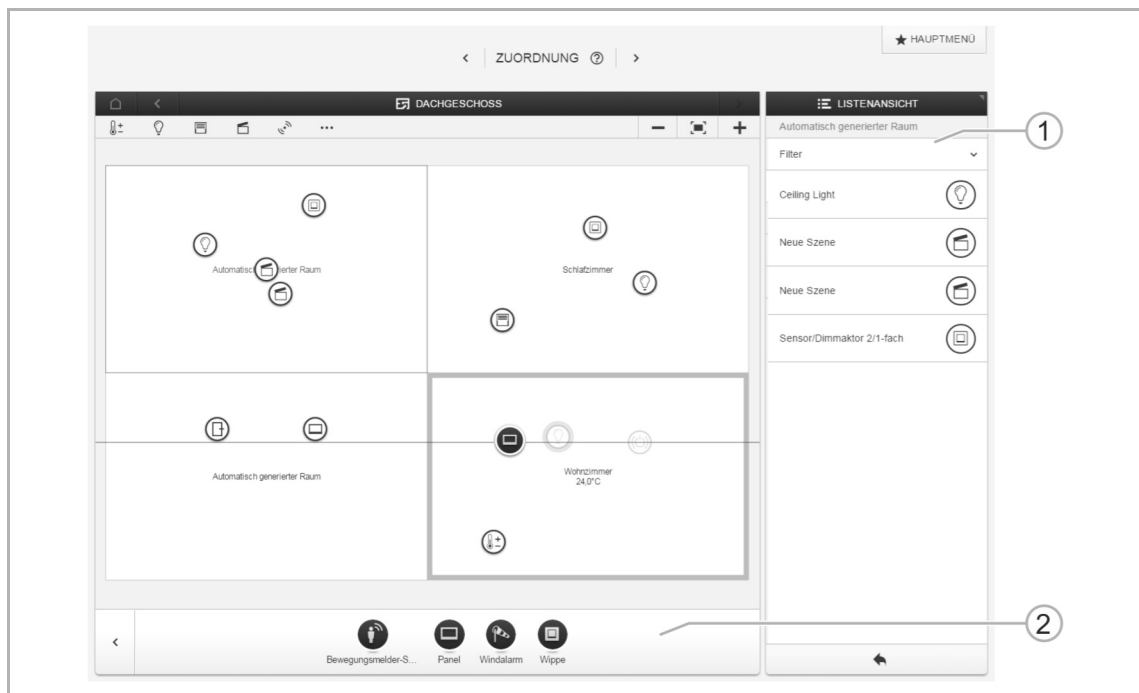 HAUPTMENÜ
ZUORDNUNG
DACHGESCHOSS
LISTENANSICHT
Automatisch generierter Raum
1
Filter
Ceiling Light
Neue Szene
Neue Szene
Sensor/Dimmaktor 2/1-fach
Schlafzimmer
Automatisch generierter Raum
Wohnzimmer
24,0°C
2
Bewegungsmelder-S...
Panel
Windalarm
Wippe